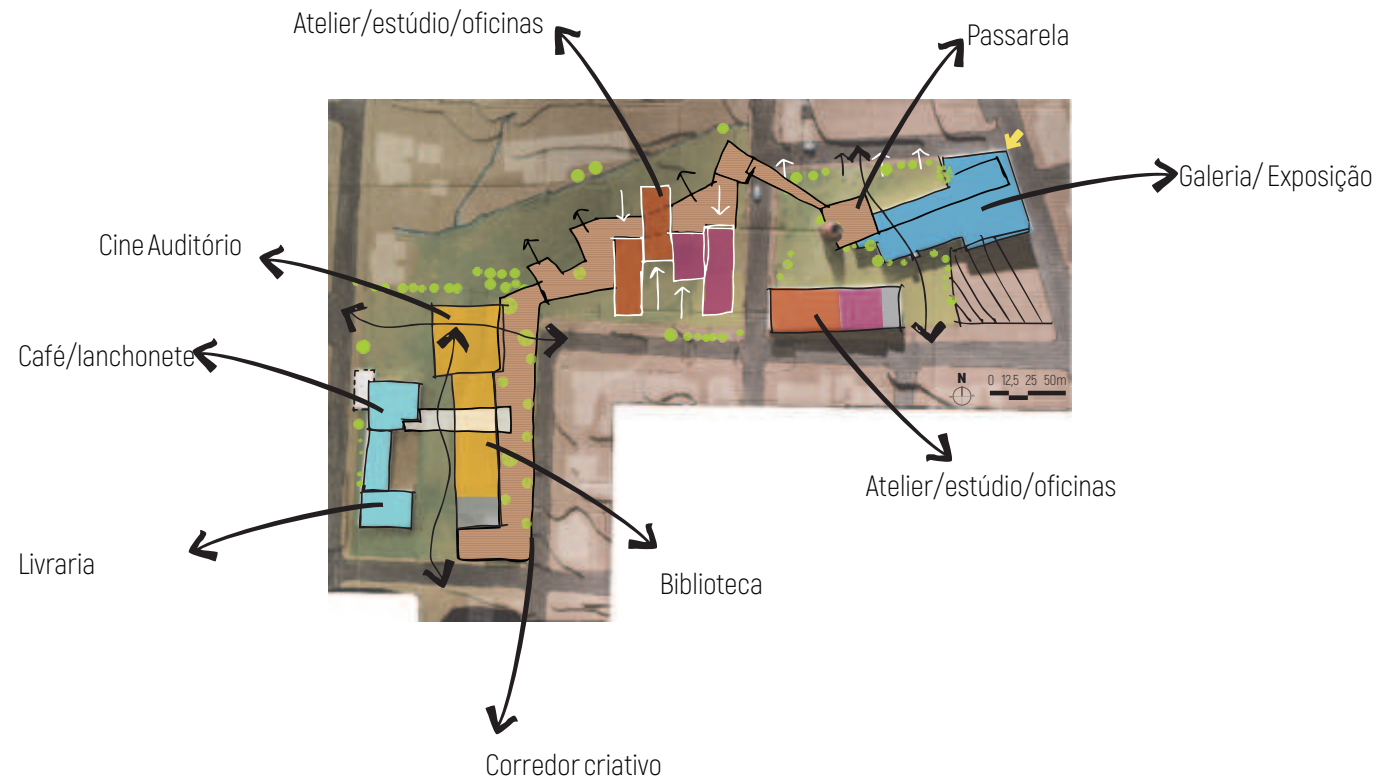 Atelier/estúdio/oficinas
Passarela
Galeria/ Exposição
Cine Auditório
Café/lanchonete
N 0 12,5 25 50m
Atelier/estúdio/oficinas
Livraria
Biblioteca
Corredor criativo